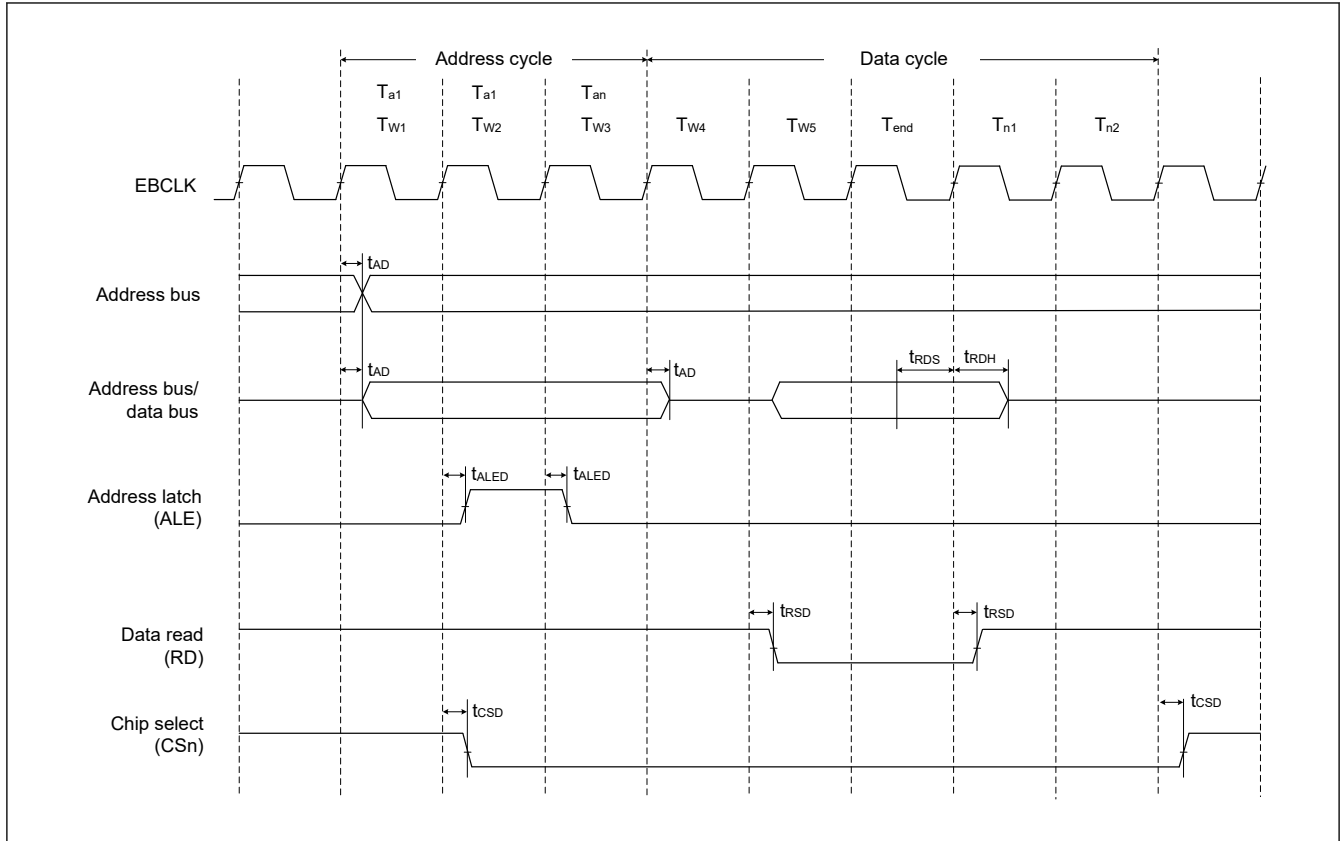 Address cycle Data cycle
Ta1 Ta1 Tan
TW1 TW2 TW3 TW4 TW5 Tend Tn1 Tn2
EBCLK
tAD
Address bus
tAD tAD tRDS tRDH
Address bus/
data bus
tALED tALED
Address latch
(ALE)
tRSD tRSD
Data read
(RD)
tCSD tCSD
Chip select
(CSn)